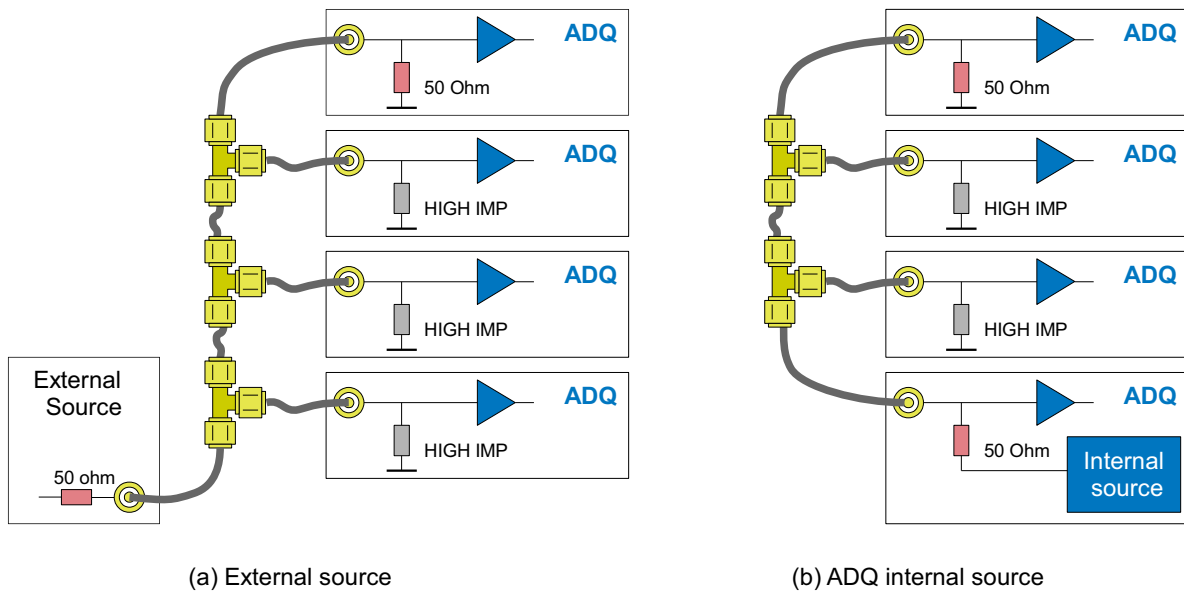 ADQ
50 Ohm
ADQ
HIGH IMP
ADQ
HIGH IMP
ADQ
HIGH IMP
External
Source
50 ohm
(a) External source
ADQ
50 Ohm
ADQ
HIGH IMP
ADQ
HIGH IMP
ADQ
50 Ohm
Internal
source
(b) ADQ internal source